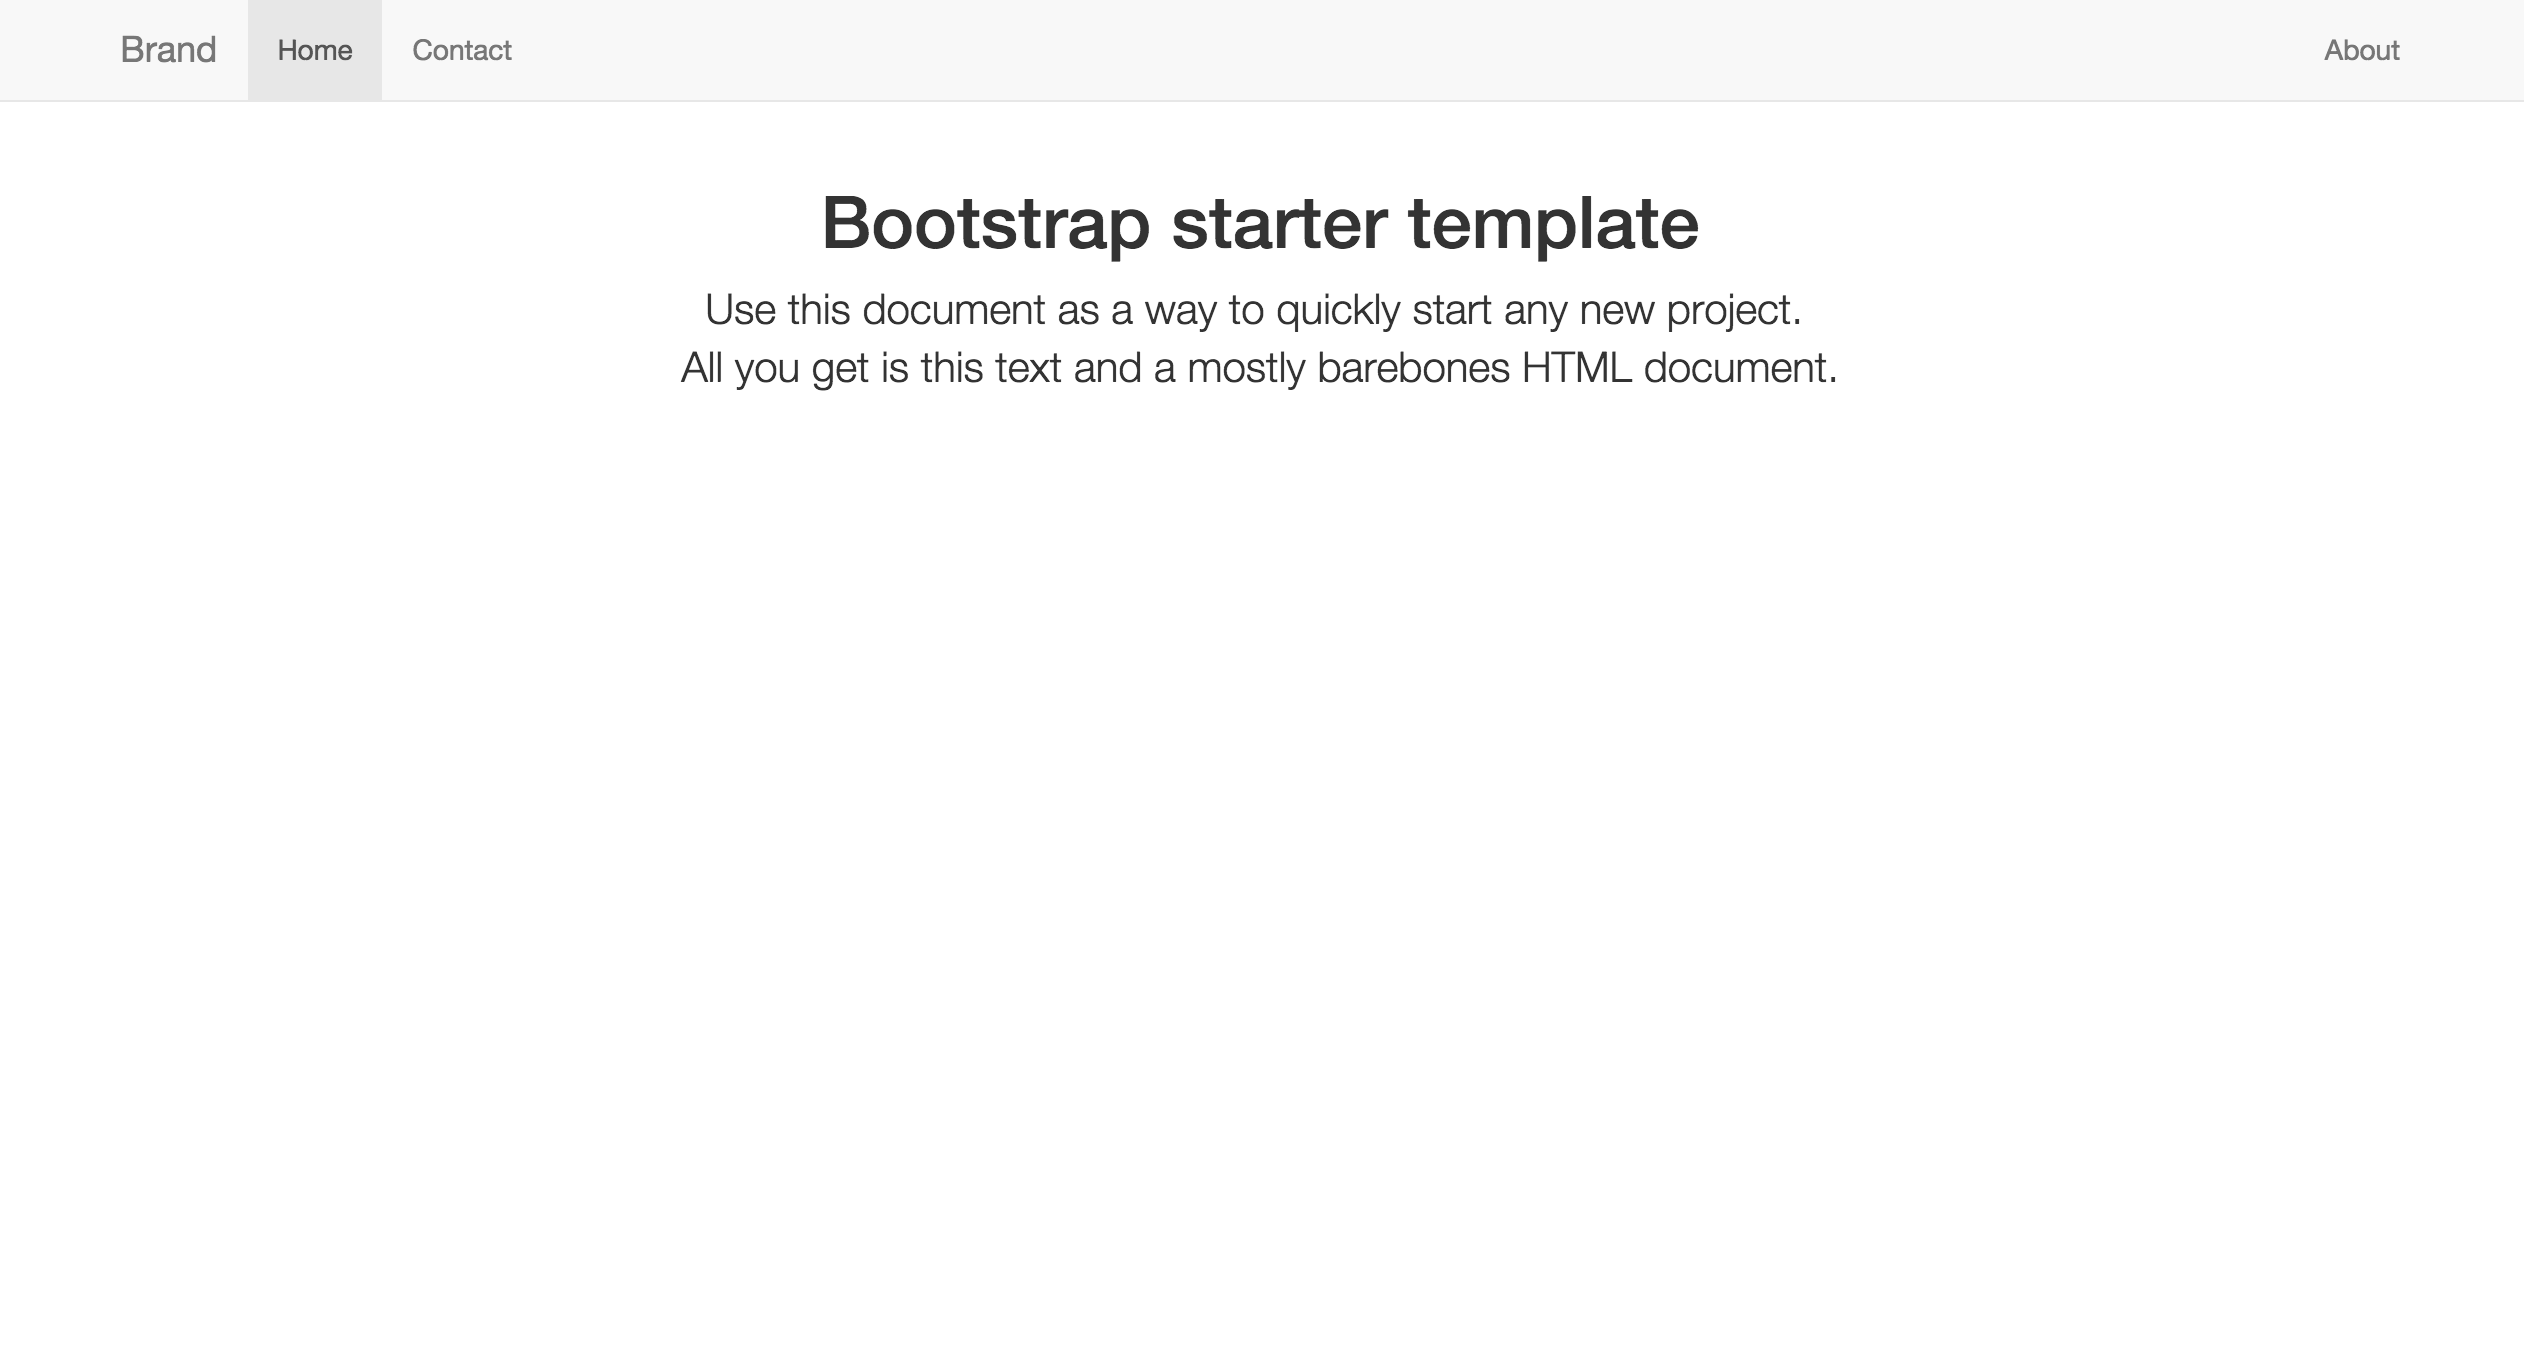 Brand
Home
Contact
About
Bootstrap starter template
Use this document as a way to quickly start any new project.
All you get is this text and a mostly barebones HTML document.